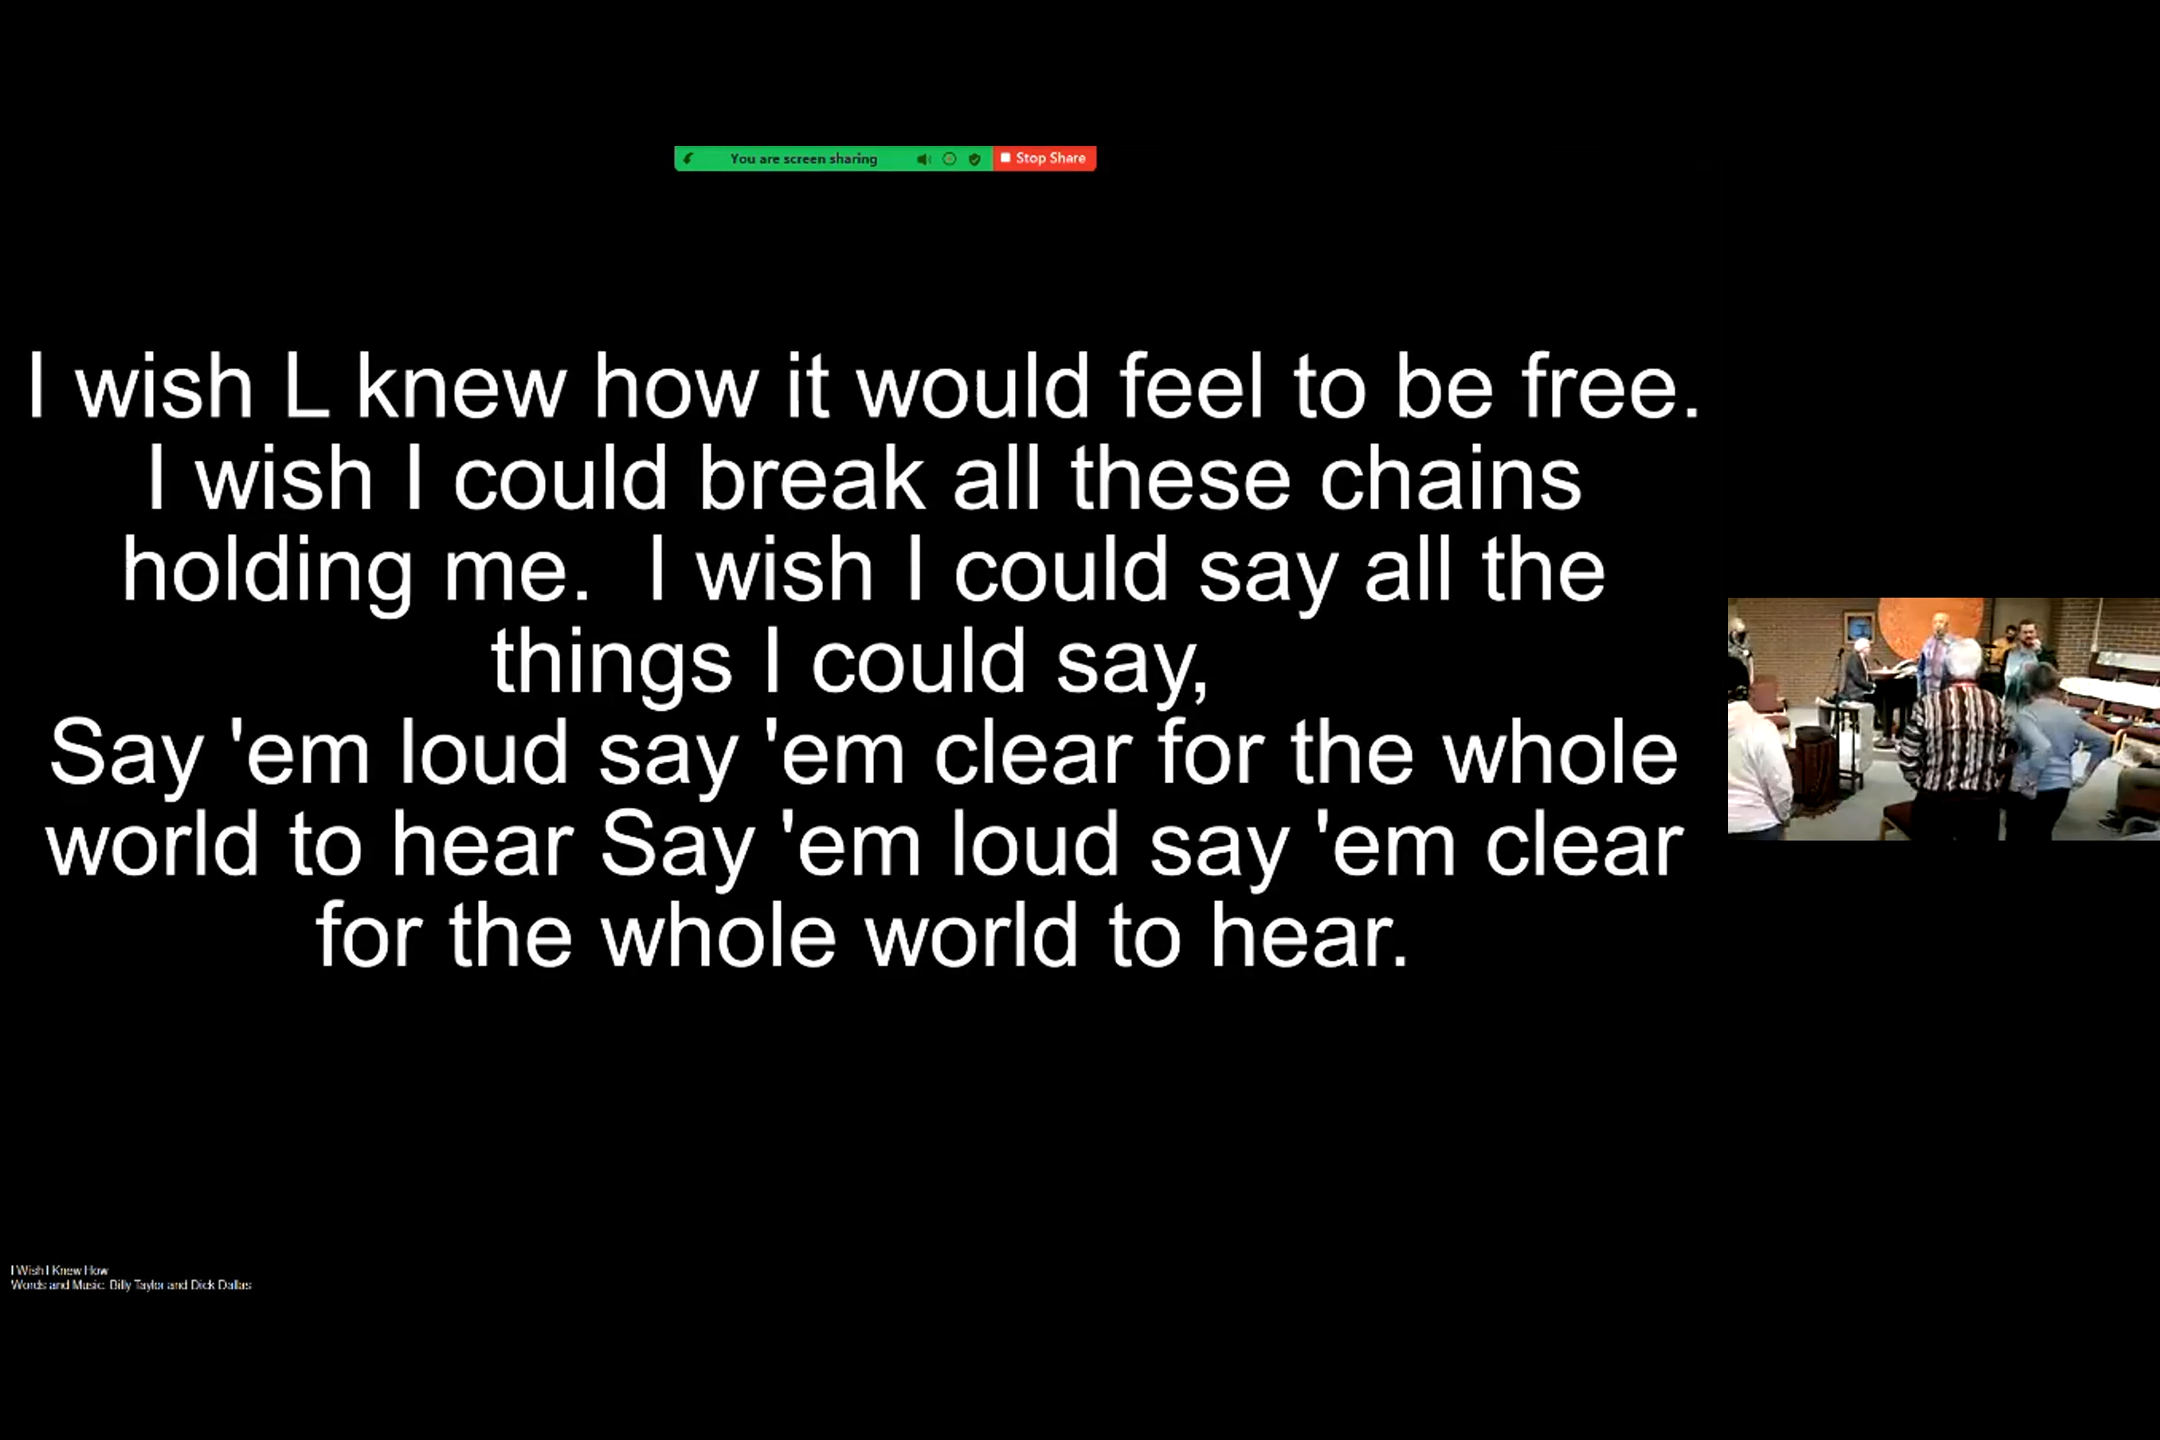 You are screen sharing
Stop Share
I wish L knew how it would feel to be free.
I wish I could break all these chains
holding me.  I wish I could say all the
things I could say,
Say 'em loud say 'em clear for the whole
world to hear Say 'em loud say 'em clear
for the whole world to hear.
I Wish I Knew How
Words and Music: Billy Taylor and Dick Dallas